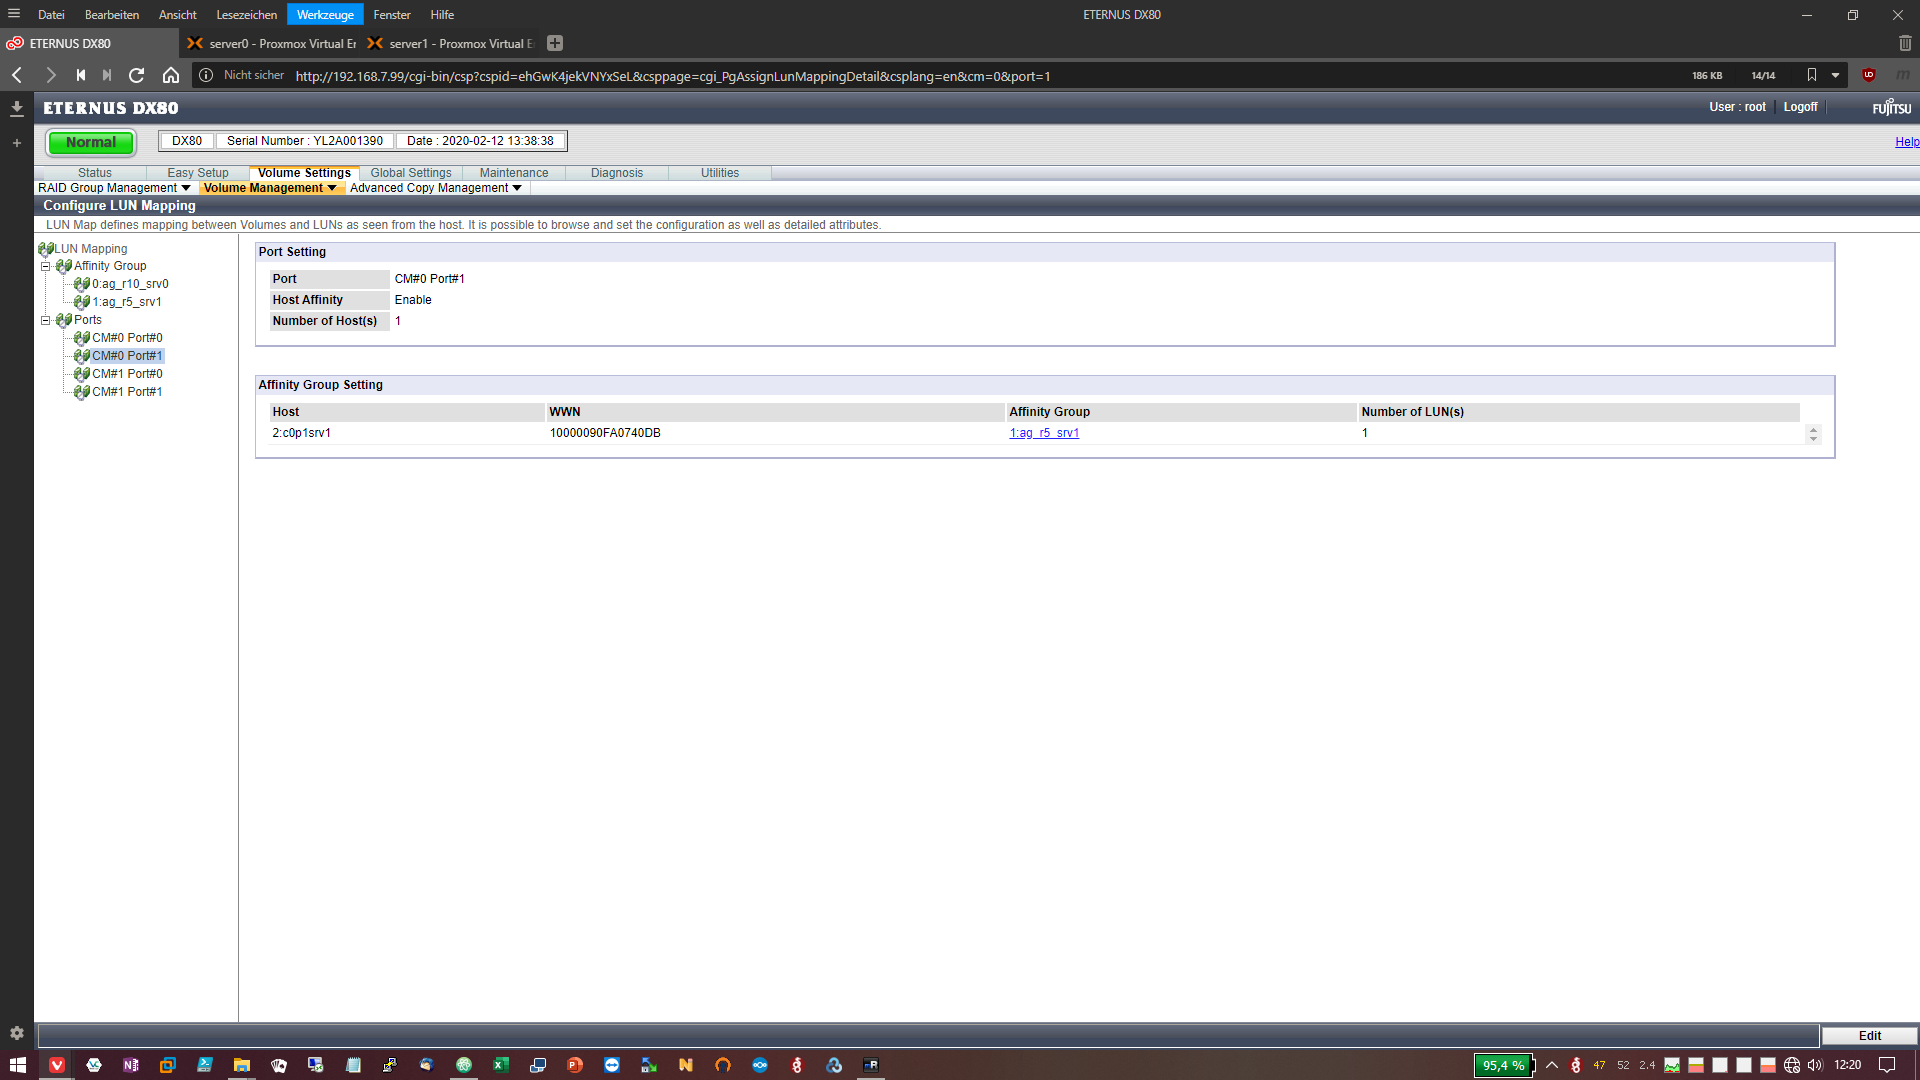 Datei Bearbeiten Ansicht Lesezeichen Werkzeuge Fenster Hilfe ETERNUS DX80
ETERNUS DX80 server0 - Proxmox Virtual Er server1 - Proxmox Virtual E
Nicht sicher http://192.168.7.99/cgi-bin/csp?cspid=ehGwK4jekVNYxSeL&csppage=cgi_PgAssignLunMappingDetail&csplang=en&cm=0&port=1 186 KB 14/14
ETERNUS DX80 User : root Logoff FUJITSU
Normal DX80 Serial Number : YL2A001390 Date : 2020-02-12 13:38:38 Help
Status Easy Setup Volume Settings Global Settings Maintenance Diagnosis Utilities
RAID Group Management Volume Management Advanced Copy Management
Configure LUN Mapping
LUN Map defines mapping between Volumes and LUNs as seen from the host. It is possible to browse and set the configuration as well as detailed attributes.
LUN Mapping
Affinity Group
0:ag_r10_srv0
1:ag_r5_srv1
Ports
CM#0 Port#0
CM#0 Port#1
CM#1 Port#0
CM#1 Port#1
Port Setting
Port CM#0 Port#1
Host Affinity Enable
Number of Host(s) 1
Affinity Group Setting
Host WWN Affinity Group Number of LUN(s)
2:c0p1srv1 10000090FA0740DB 1:ag_r5_srv1 1
Edit
95,4 % 47 52 2.4 12:20